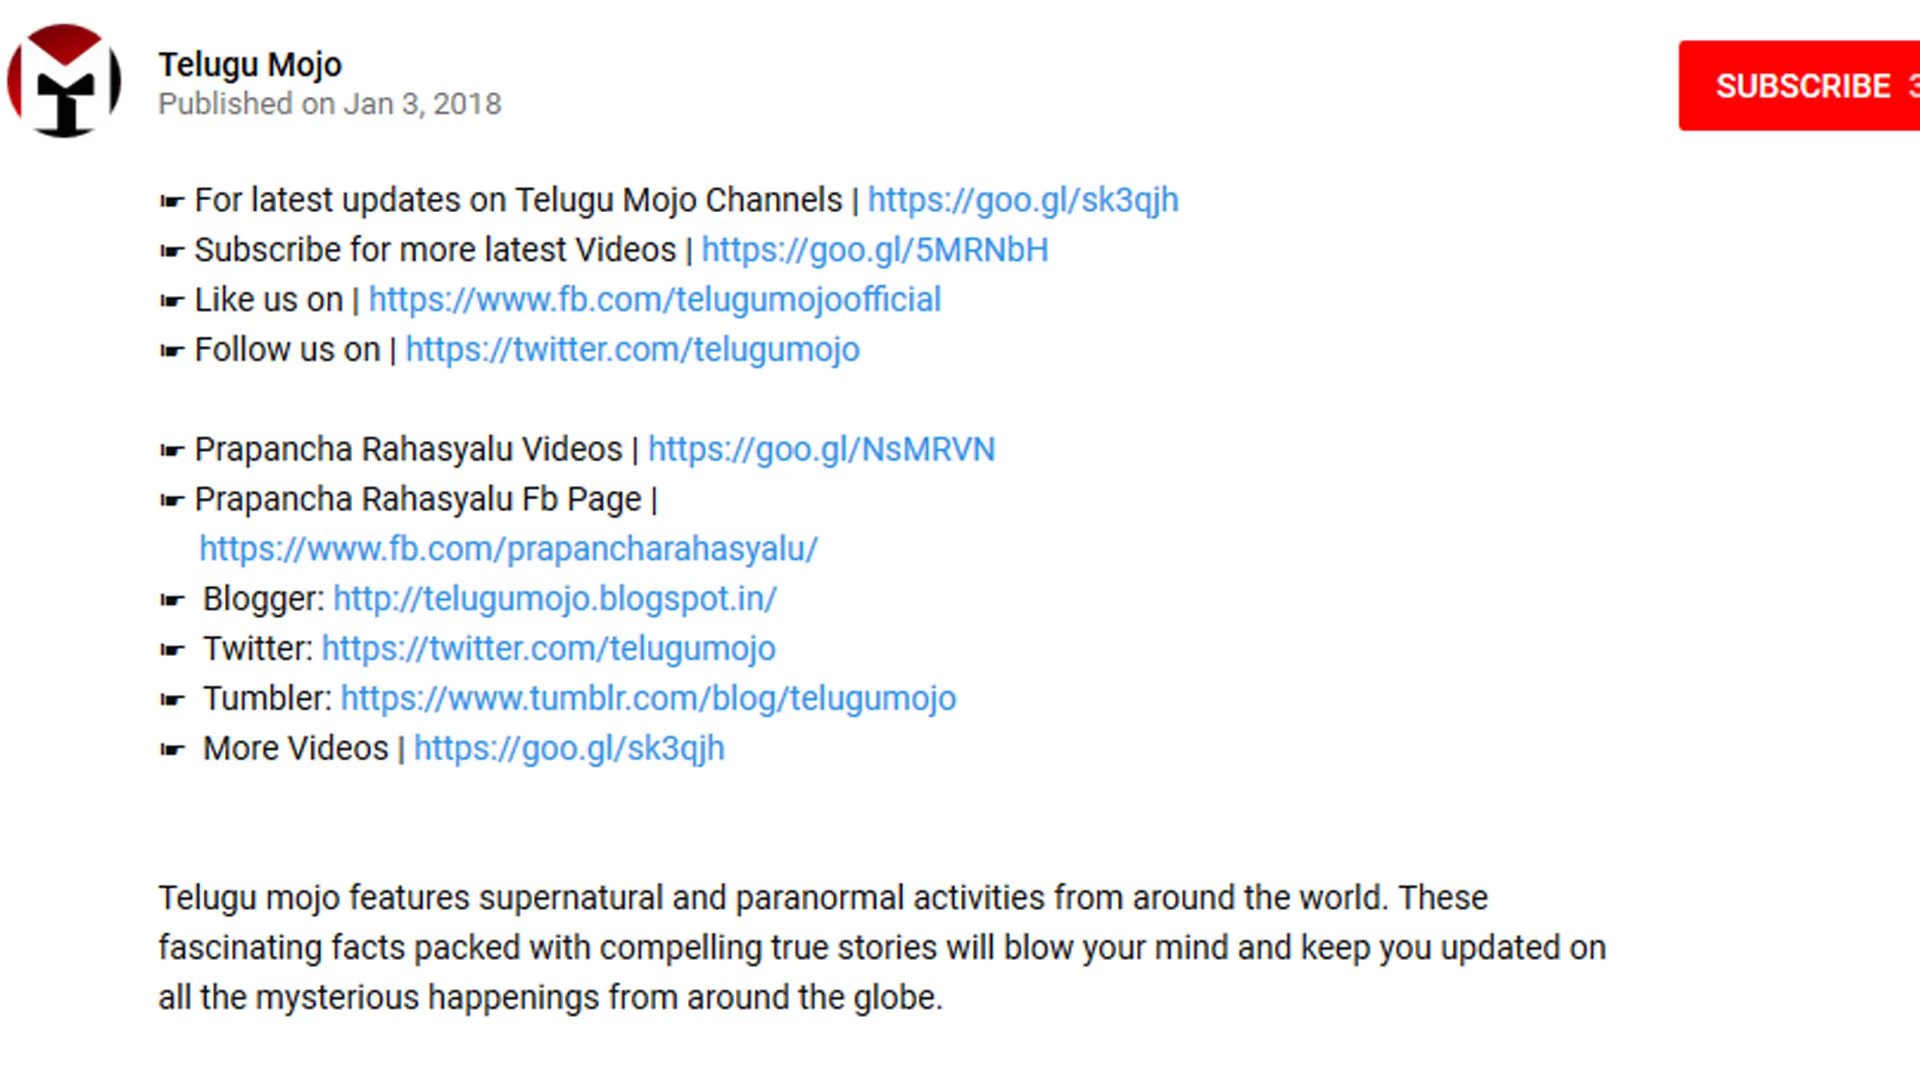 Telugu Mojo
Published on Jan 3, 2018
SUBSCRIBE 3
☛ For latest updates on Telugu Mojo Channels | https://goo.gl/sk3qjh
☛ Subscribe for more latest Videos | https://goo.gl/5MRNbH
☛ Like us on | https://www.fb.com/telugumojoofficial
☛ Follow us on | https://twitter.com/telugumojo
☛ Prapancha Rahasyalu Videos | https://goo.gl/NsMRVN
☛ Prapancha Rahasyalu Fb Page |
https://www.fb.com/prapancharahasyalu/
☛ Blogger: http://telugumojo.blogspot.in/
☛ Twitter: https://twitter.com/telugumojo
☛ Tumbler: https://www.tumblr.com/blog/telugumojo
☛ More Videos | https://goo.gl/sk3qjh
Telugu mojo features supernatural and paranormal activities from around the world. These
fascinating facts packed with compelling true stories will blow your mind and keep you updated on
all the mysterious happenings from around the globe.